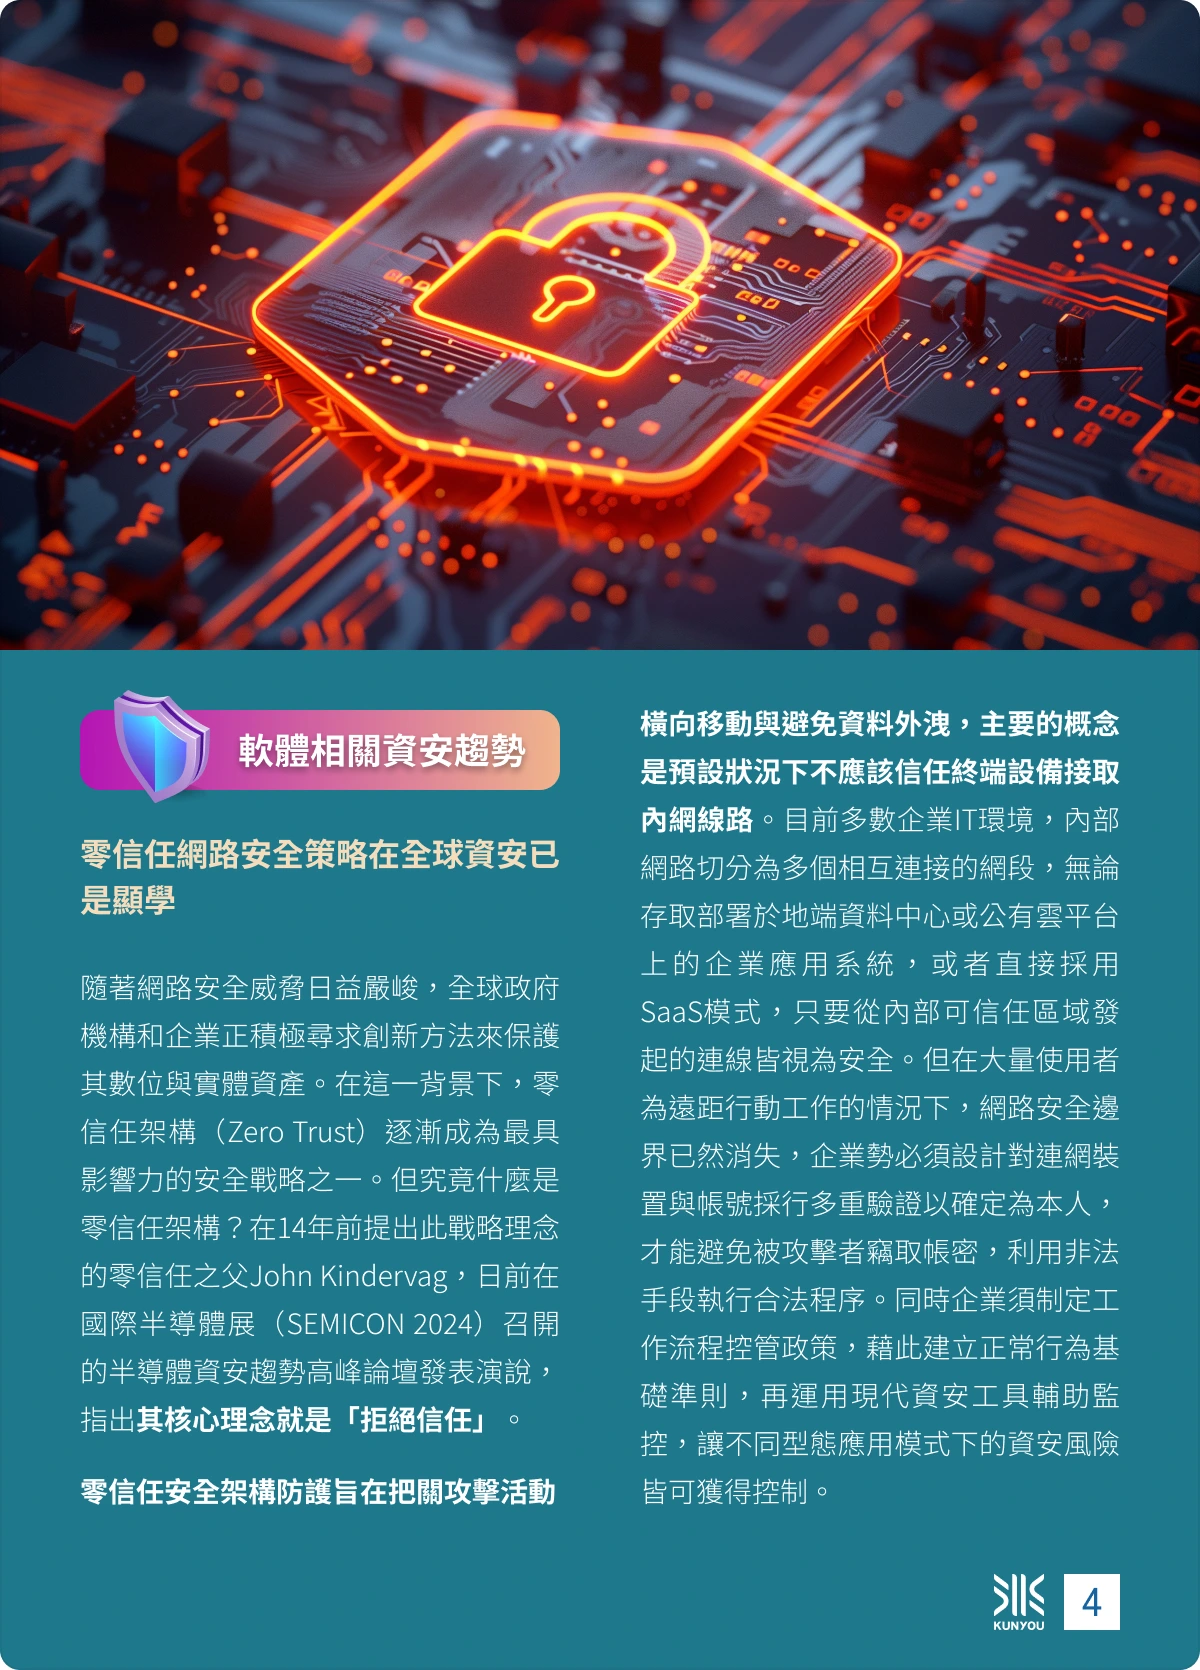 軟體相關資安趨勢
零信任網路安全策略在全球資安已
是顯學
隨著網路安全威脅日益嚴峻，全球政府
機構和企業正積極尋求創新方法來保護
其數位與實體資產。在這一背景下，零
信任架構（Zero Trust）逐漸成為最具
影響力的安全戰略之一。但究竟什麼是
零信任架構？在14年前提出此戰略理念
的零信任之父John Kindervag，日前在
國際半導體展（SEMICON 2024）召開
的半導體資安趨勢高峰論壇發表演說，
指出其核心理念就是「拒絕信任」。
零信任安全架構防護旨在把關攻擊活動
橫向移動與避免資料外洩，主要的概念
是預設狀況下不應該信任終端設備接取
內網線路。目前多數企業IT環境，內部
網路切分為多個相互連接的網段，無論
存取部署於地端資料中心或公有雲平台
上的企業應用系統，或者直接採用
SaaS模式，只要從內部可信任區域發
起的連線皆視為安全。但在大量使用者
為遠距行動工作的情況下，網路安全邊
界已然消失，企業勢必須設計對連網裝
置與帳號採行多重驗證以確定為本人，
才能避免被攻擊者竊取帳密，利用非法
手段執行合法程序。同時企業須制定工
作流程控管政策，藉此建立正常行為基
礎準則，再運用現代資安工具輔助監
控，讓不同型態應用模式下的資安風險
皆可獲得控制。
KUNYOU
4